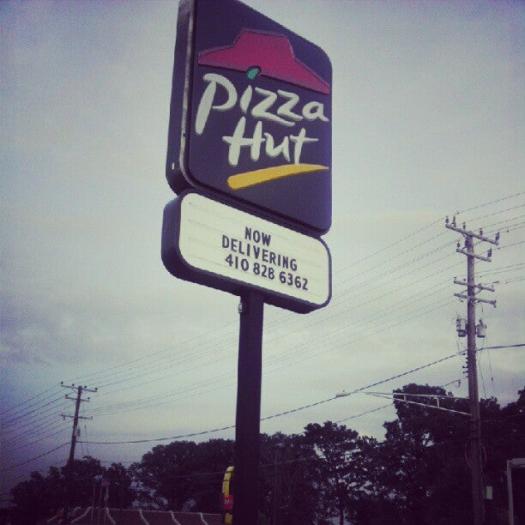 Pizza
Hut
NOW
DELIVERING
410 828 6362